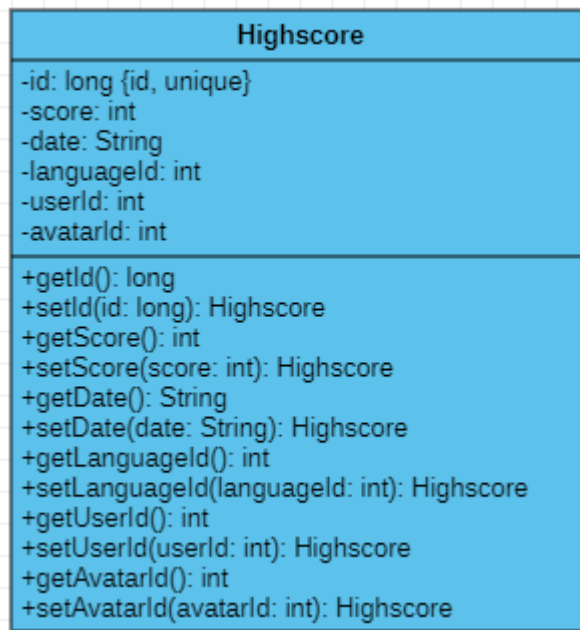 Highscore
-id: long {id, unique}
-score: int
-date: String
-languageId: int
-userId: int
-avatarId: int
+getId(): long
+setId(id: long): Highscore
+getScore(): int
+setScore(score: int): Highscore
+getDate(): String
+setDate(date: String): Highscore
+getLanguageId(): int
+setLanguageId(languageId: int): Highscore
+getUserId(): int
+setUserId(userId: int): Highscore
+getAvatarId(): int
+setAvatarId(avatarId: int): Highscore